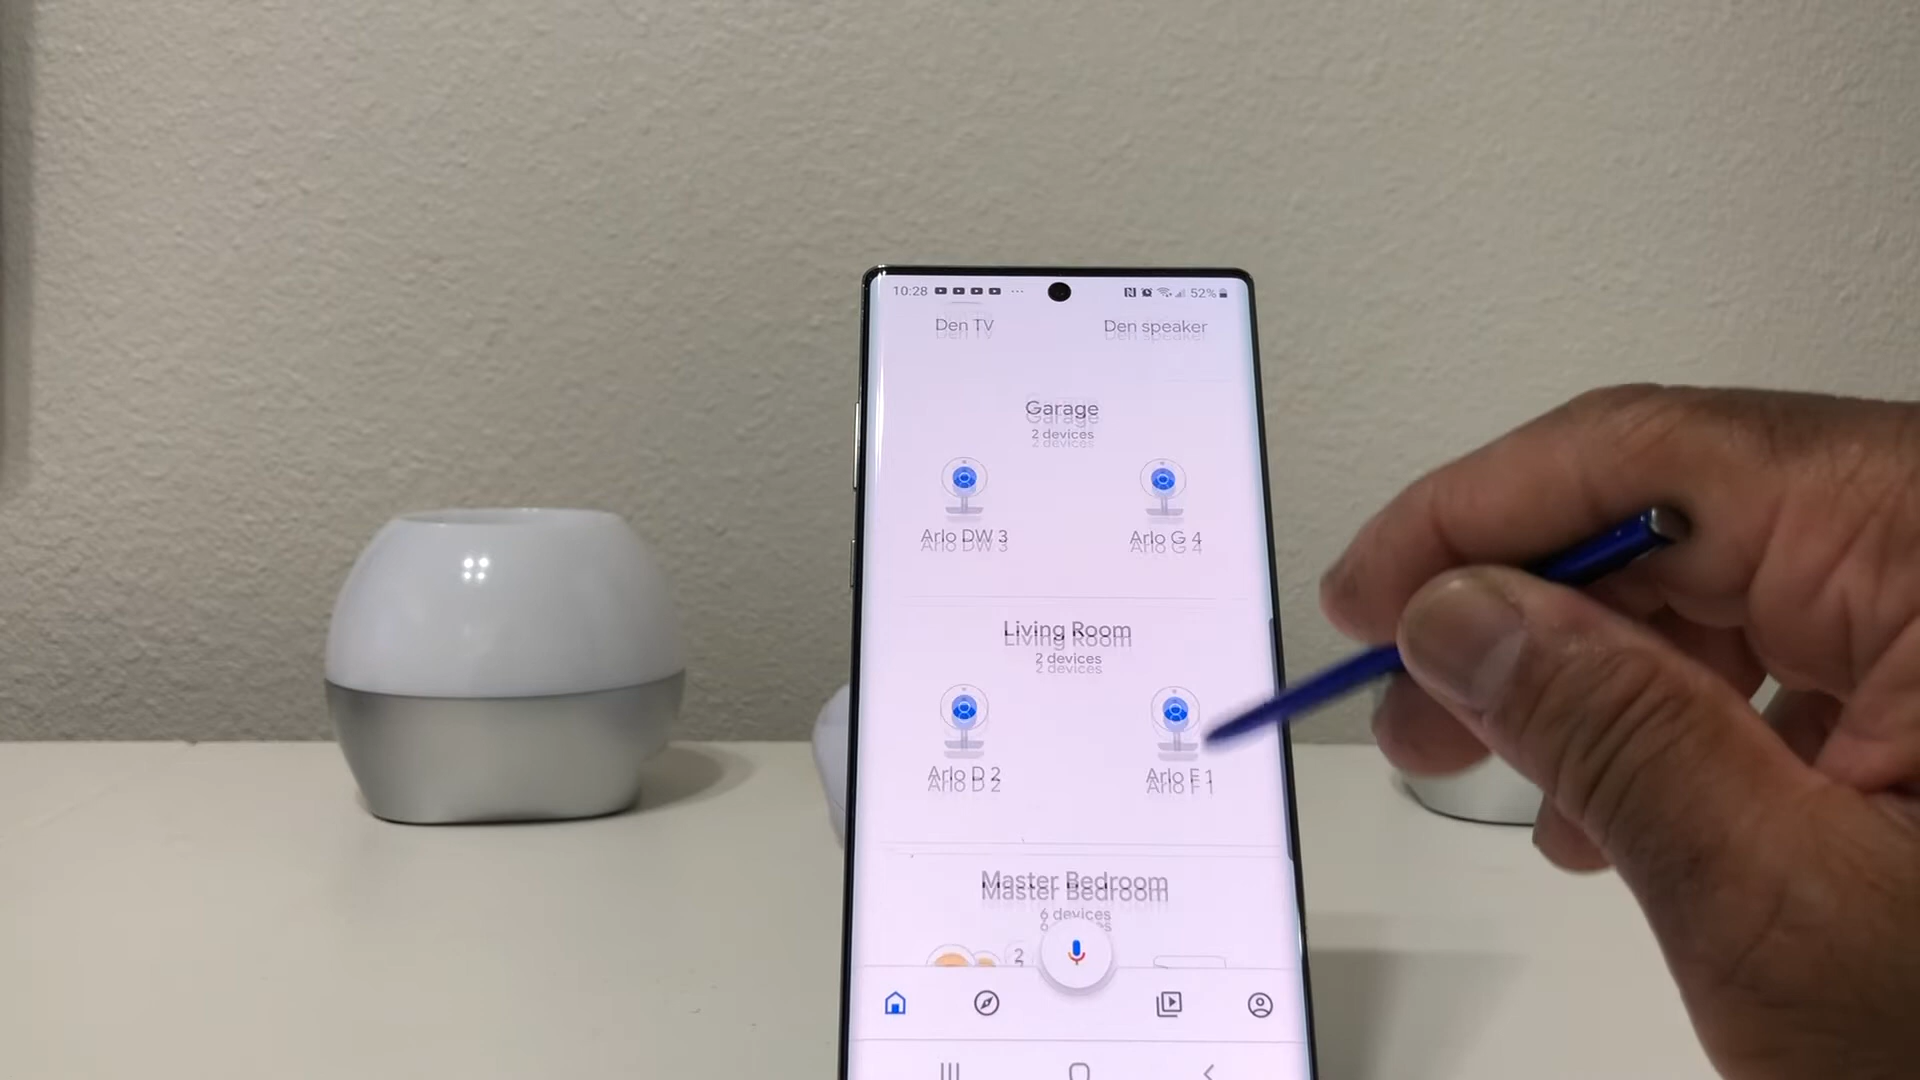 10:28 ... 52%
Den TV Den speaker
Garage
2 devices
Arlo DW 3 Arlo G 4
Living Room
2 devices
Arlo D 2 Arlo F 1
Master Bedroom
6 devices
2